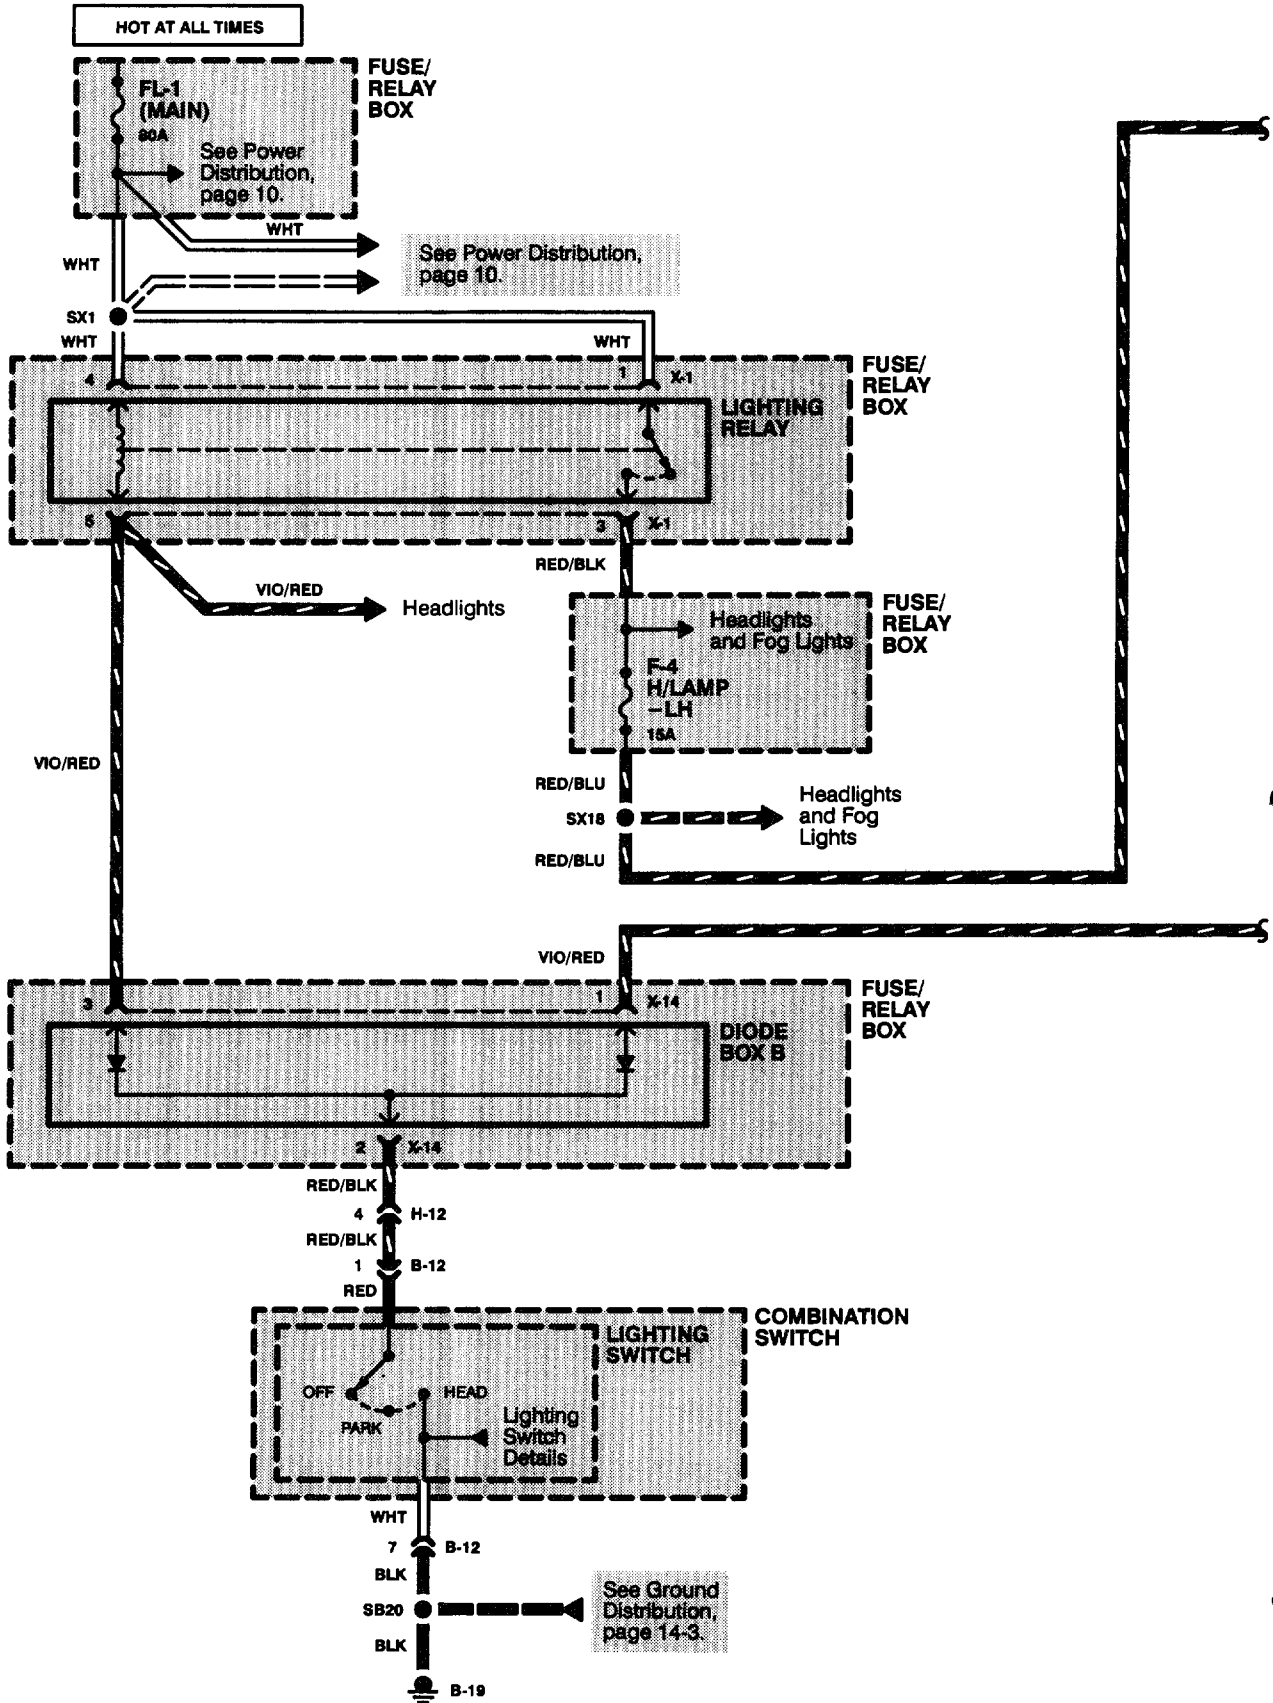 HOT AT ALL TIMES
FUSE/
RELAY
BOX
FL-1
(MAIN)
80A
See Power
Distribution,
page 10.
WHT
See Power Distribution,
page 10.
WHT
SX1
WHT
WHT
FUSE/
RELAY
BOX
4
1
X-1
LIGHTING
RELAY
5
3
X-1
RED/BLK
VIO/RED
Headlights
FUSE/
RELAY
BOX
Headlights
and Fog Lights
F-4
H/LAMP
–LH
15A
VIO/RED
RED/BLU
Headlights
and Fog
Lights
SX18
RED/BLU
VIO/RED
FUSE/
RELAY
BOX
3
1
X-14
DIODE
BOX B
2
X-14
RED/BLK
4
H-12
RED/BLK
1
B-12
RED
COMBINATION
SWITCH
LIGHTING
SWITCH
OFF
HEAD
PARK
Lighting
Switch
Details
WHT
7
B-12
BLK
SB20
See Ground
Distribution,
page 14-3.
BLK
B-19